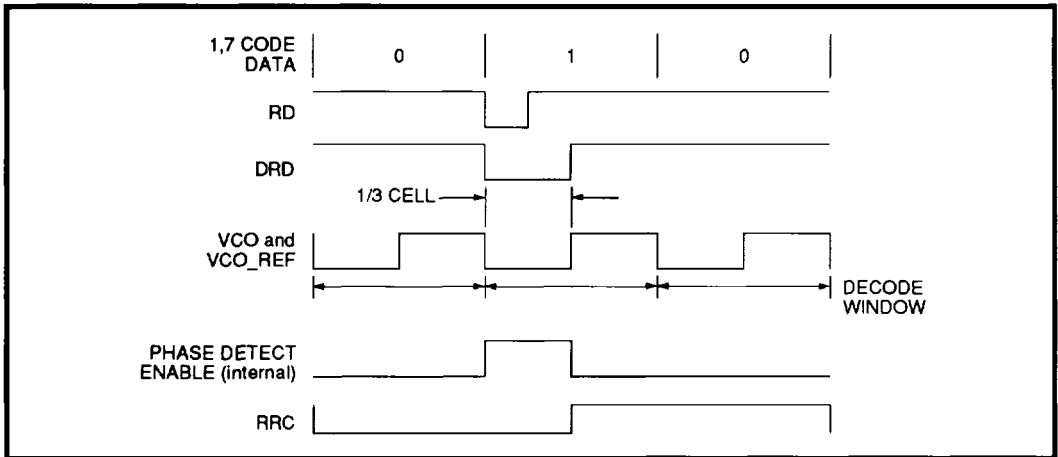 1,7 CODE
DATA
0 1 0
RD
DRD
1/3 CELL
VCO and
VCO_REF
DECODE
WINDOW
PHASE DETECT
ENABLE (internal)
RRC